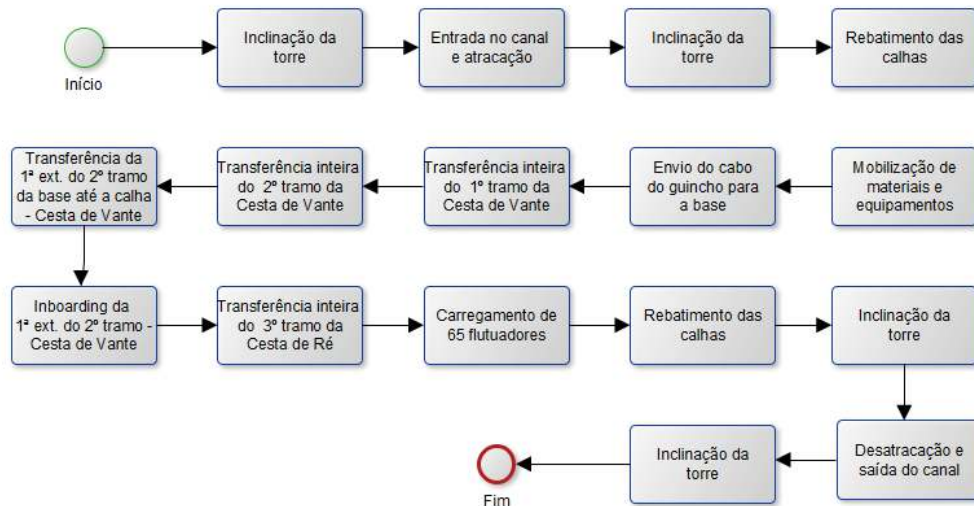 Início
Inclinação da
torre
Entrada no canal
e atracação
Inclinação da
torre
Rebatimento das
calhas
Mobilização de
materiais e
equipamentos
Envio do cabo
do guincho para
a base
Transferência inteira
do 1º tramo da
Cesta de Vante
Transferência inteira
do 2º tramo da
Cesta de Vante
Transferência da
1ª ext. do 2º tramo
da base até a calha
- Cesta de Vante
Inboarding da
1ª ext. do 2º tramo -
Cesta de Vante
Transferência inteira
do 3º tramo da
Cesta de Ré
Carregamento de
65 flutuadores
Rebatimento das
calhas
Inclinação da
torre
Desatracação e
saída do canal
Inclinação da
torre
Fim